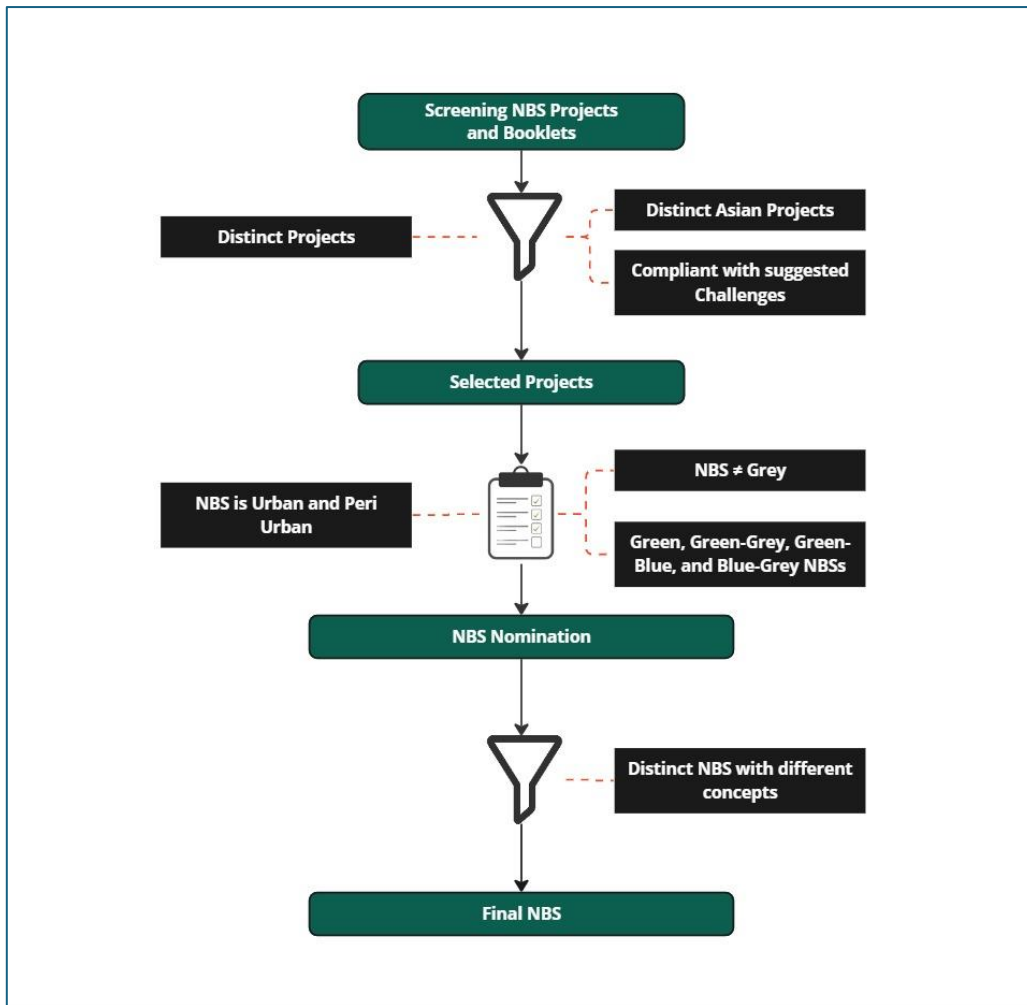 Screening NBS Projects
and Booklets
Distinct Projects
Distinct Asian Projects
Compliant with suggested
Challenges
Selected Projects
NBS is Urban and Peri
Urban
NBS ≠ Grey
Green, Green-Grey, Green-
Blue, and Blue-Grey NBSs
NBS Nomination
Distinct NBS with different
concepts
Final NBS